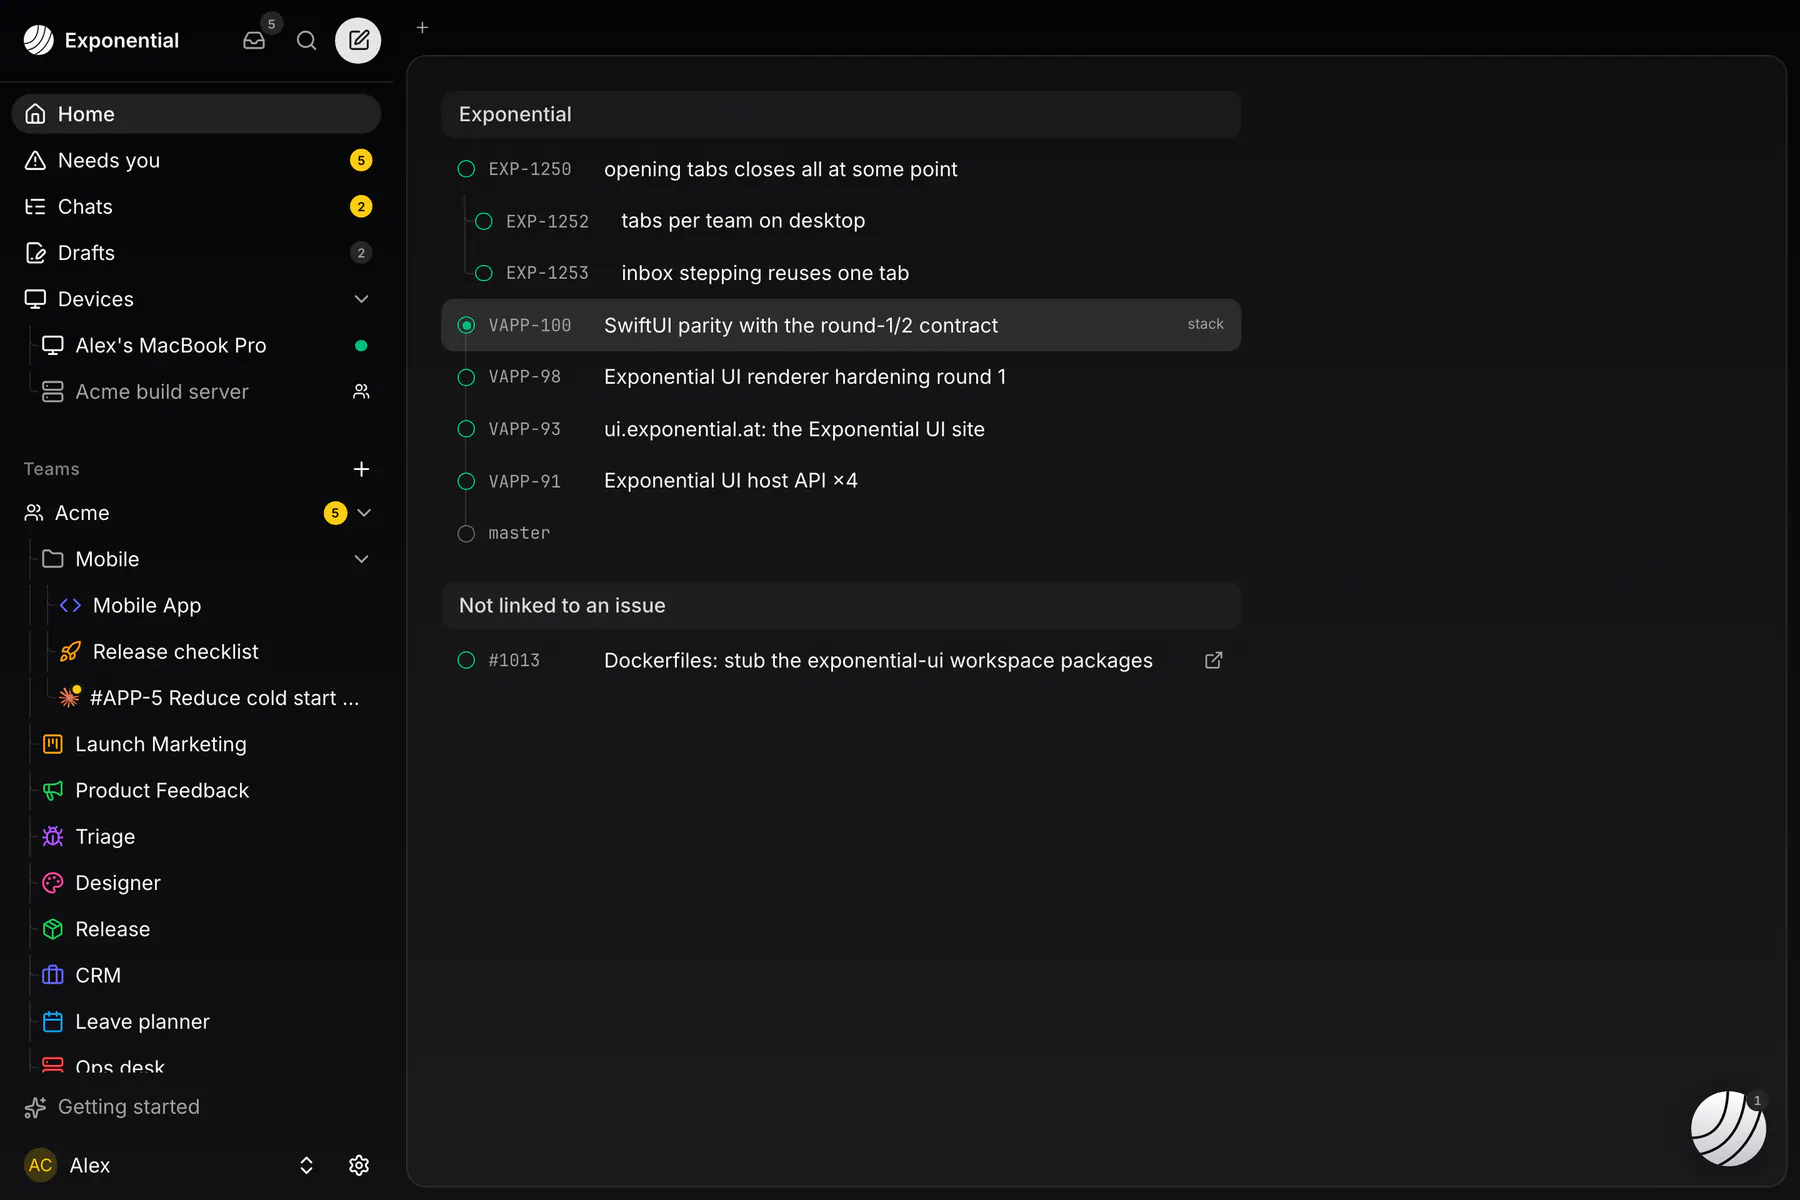 Exponential
5
Home
Needs you
5
Chats
2
Drafts
2
Devices
Alex's MacBook Pro
Acme build server
Teams
Acme
5
Mobile
Mobile App
Release checklist
#APP-5 Reduce cold start ...
Launch Marketing
Product Feedback
Triage
Designer
Release
CRM
Leave planner
Ops desk
Getting started
AC Alex
Exponential
EXP-1250 opening tabs closes all at some point
EXP-1252 tabs per team on desktop
EXP-1253 inbox stepping reuses one tab
VAPP-100 SwiftUI parity with the round-1/2 contract stack
VAPP-98 Exponential UI renderer hardening round 1
VAPP-93 ui.exponential.at: the Exponential UI site
VAPP-91 Exponential UI host API ×4
master
Not linked to an issue
#1013 Dockerfiles: stub the exponential-ui workspace packages
1